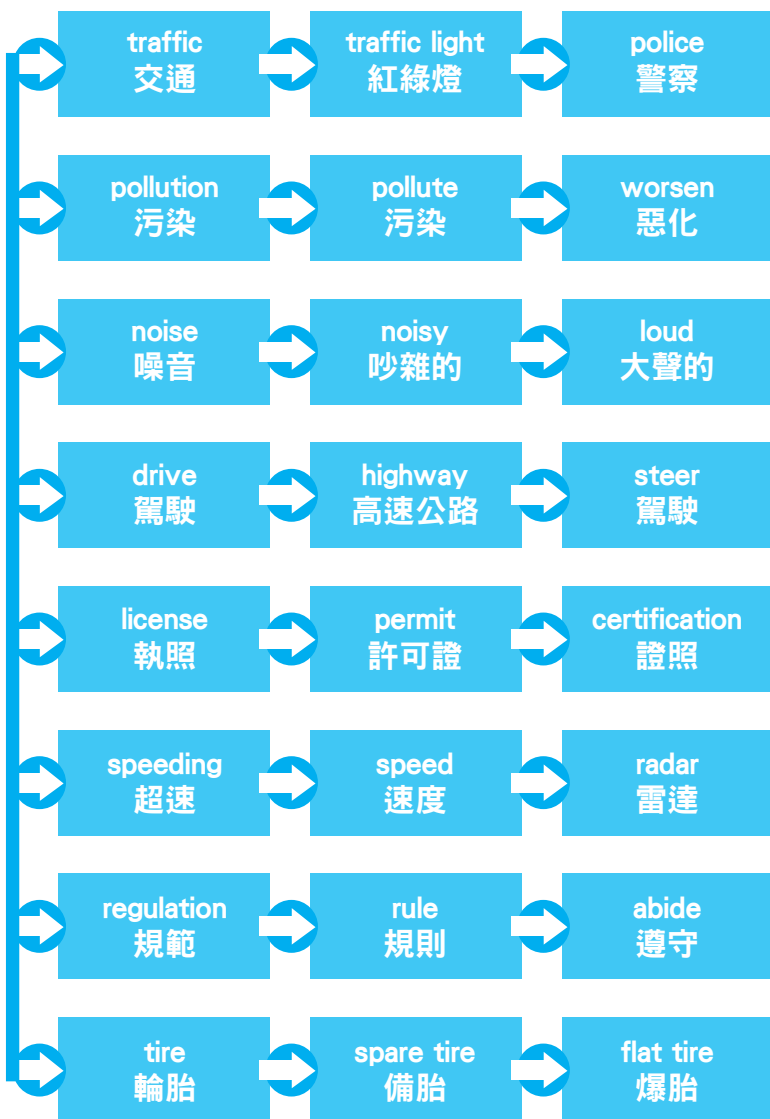 traffic
交通
traffic light
紅綠燈
police
警察
pollution
污染
pollute
污染
worsen
惡化
noise
噪音
noisy
吵雜的
loud
大聲的
drive
駕駛
highway
高速公路
steer
駕駛
license
執照
permit
許可證
certification
證照
speeding
超速
speed
速度
radar
雷達
regulation
規範
rule
規則
abide
遵守
tire
輪胎
spare tire
備胎
flat tire
爆胎